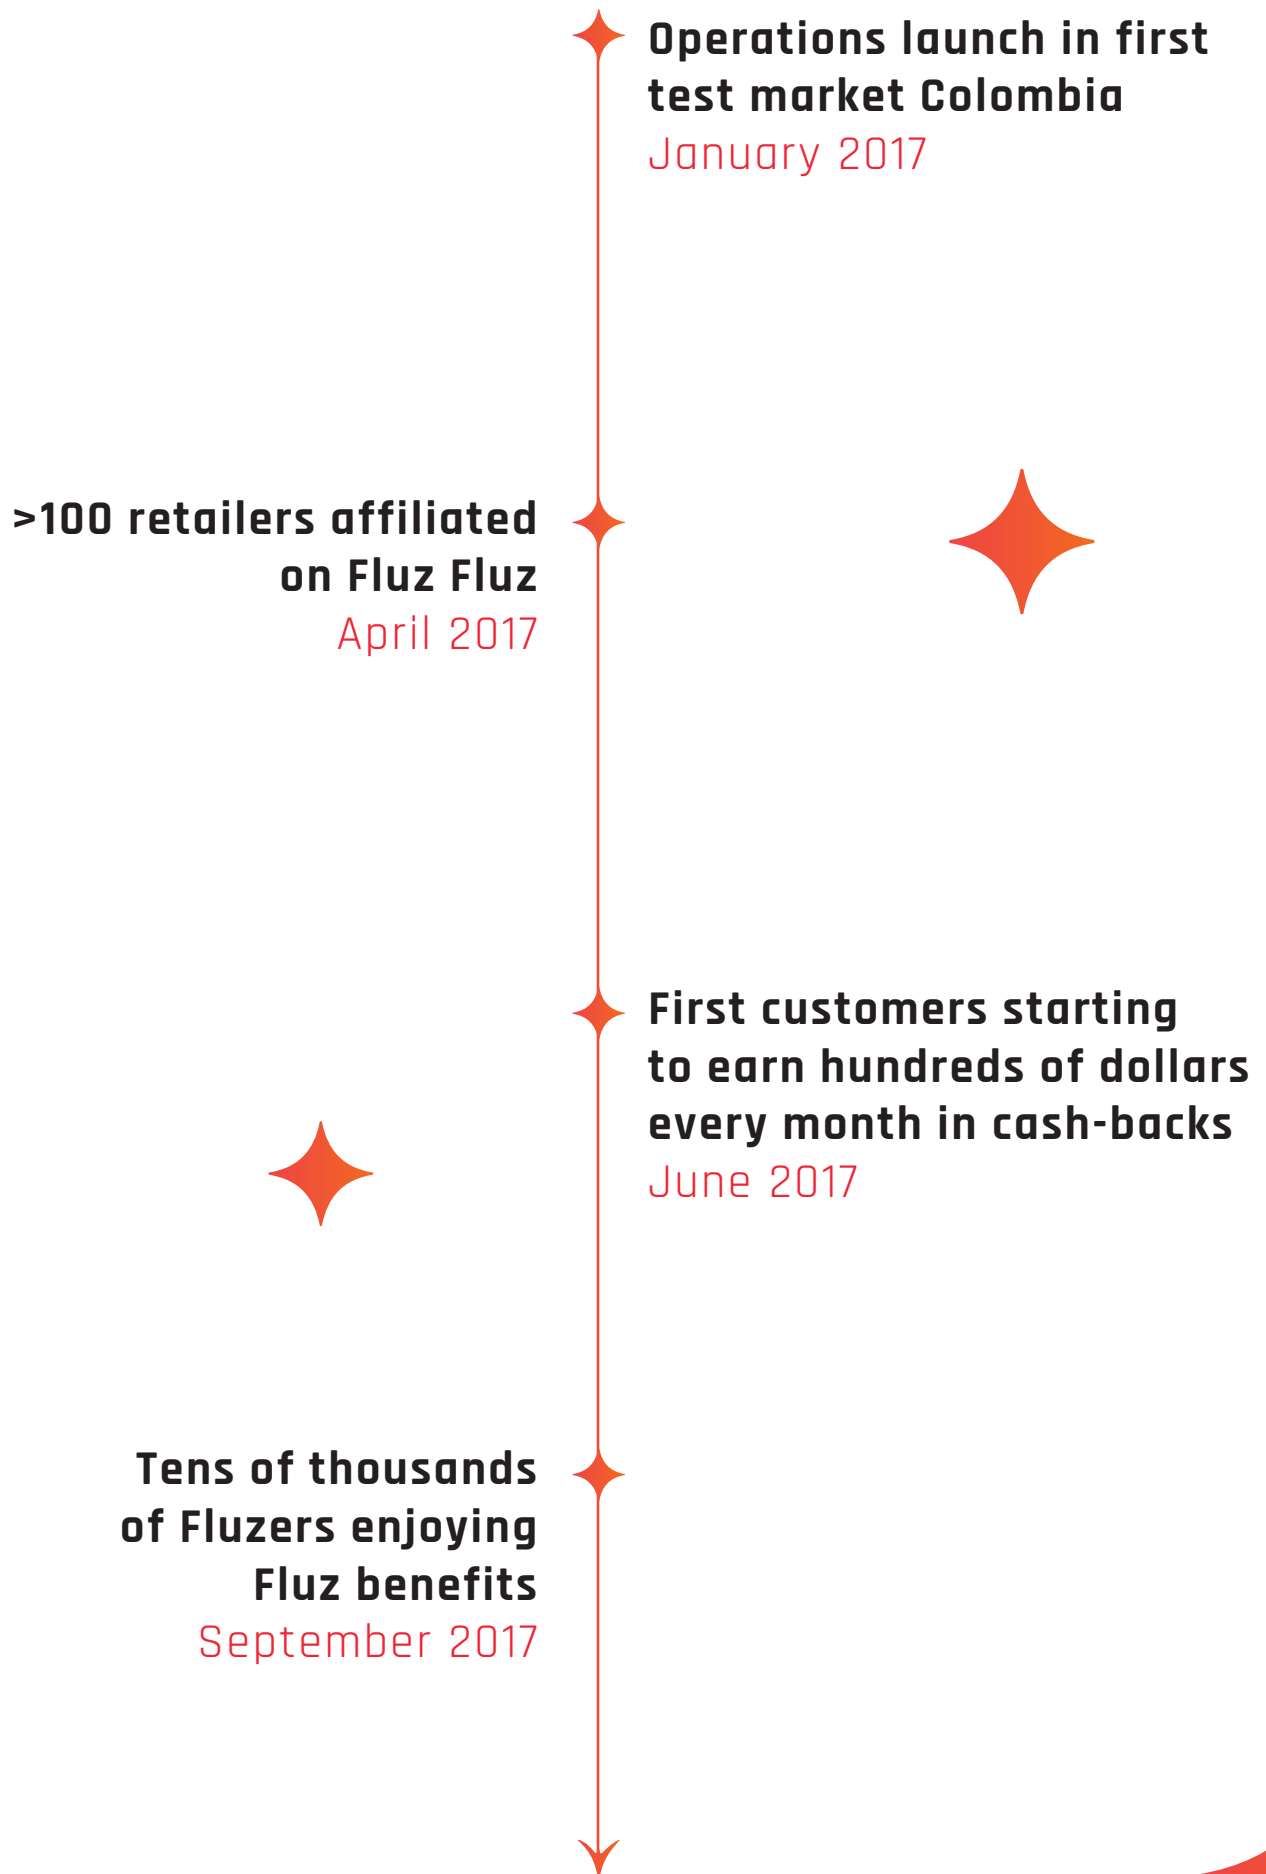 Operations launch in first
test market Colombia
January 2017
>100 retailers affiliated
on Fluz Fluz
April 2017
First customers starting
to earn hundreds of dollars
every month in cash-backs
June 2017
Tens of thousands
of Fluzers enjoying
Fluz benefits
September 2017